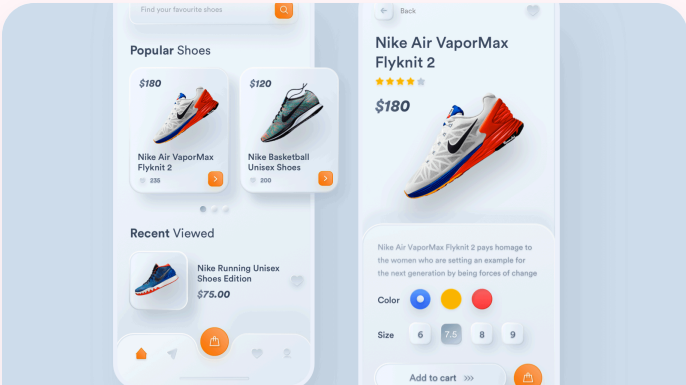 Find your favourite shoes
Popular Shoes
$180
Nike Air VaporMax
Flyknit 2
235
$120
Nike Basketball
Unisex Shoes
200
Recent Viewed
Nike Running Unisex
Shoes Edition
$75.00
Back
Nike Air VaporMax
Flyknit 2
$180
Nike Air VaporMax Flyknit 2 pays homage to
the women who are setting an example for
the next generation by being forces of change
Color
Size
6
7.5
8
9
Add to cart